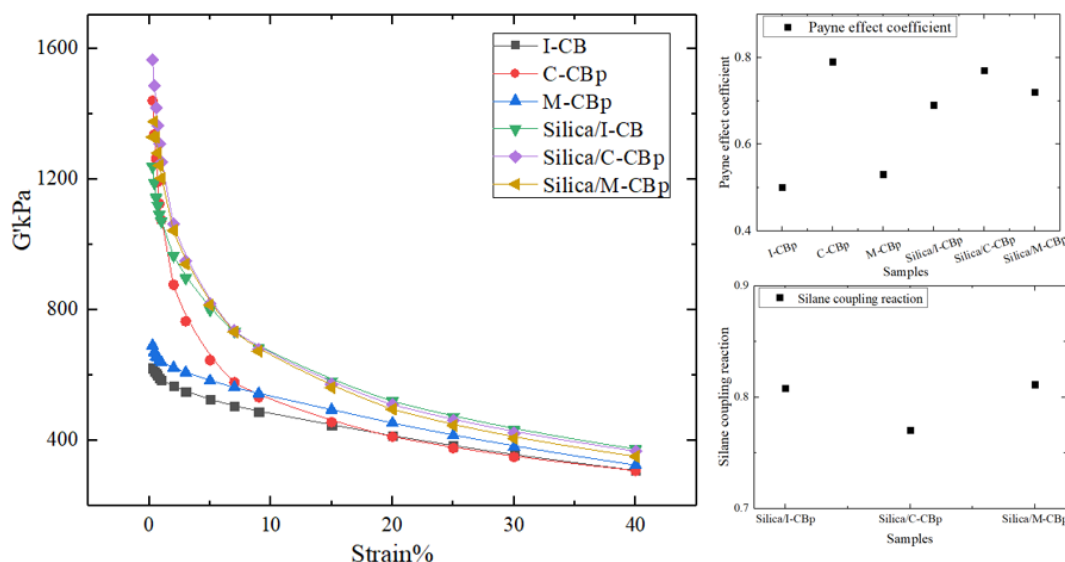 1600
1200
800
400
G'kPa
0
10
20
30
40
Strain%
I-CB
C-CBp
M-CBp
Silica/I-CB
Silica/C-CBp
Silica/M-CBp
Payne effect coefficient
0.8
0.6
0.4
Payne effect coefficient
I-CBp
C-CBp
M-CBp
Silica/I-CBp
Silica/C-CBp
Silica/M-CBp
Samples
0.9
0.8
0.7
Silane coupling reaction
Silane coupling reaction
Silica/I-CBp
Silica/C-CBp
Silica/M-CBp
Samples